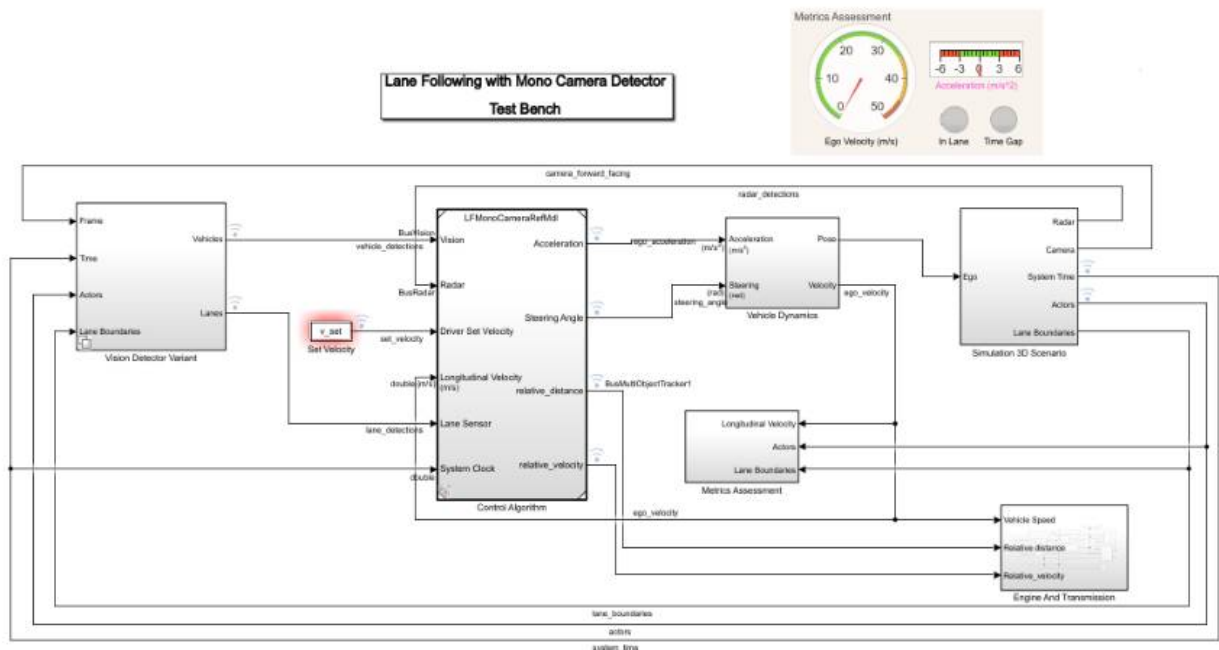 Metrics Assessment
20 30
10 40
0 50
Ego Velocity (m/s)
-6 -3 0 3 6
Acceleration (m/s^2)
In Lane
Time Gap
Lane Following with Mono Camera Detector
Test Bench
camera_forward_facing
radar_detections
Frame
Time
Actors
Lane Boundaries
Vehicles
Lanes
Vision Detector Variant
BusVision
vehicle_detections
BusRadar
v_set
Set Velocity
set_velocity
double (m/s)
lane_detections
double
LFMonoCameraRefMdl
Vision
Radar
Driver Set Velocity
Longitudinal Velocity
(m/s)
Lane Sensor
System Clock
Acceleration
Steering Angle
relative_distance
relative_velocity
Control Algorithm
ego_acceleration
(m/s²)
(rad)
steering_angle
BusMultiObjectTracker1
Acceleration
(m/s²)
Steering
(rad)
Pose
Velocity
Vehicle Dynamics
ego_velocity
Ego
Radar
Camera
System Time
Actors
Lane Boundaries
Simulation 3D Scenario
Longitudinal Velocity
Actors
Lane Boundaries
Metrics Assessment
ego_velocity
Vehicle Speed
Relative distance
Relative_velocity
Engine And Transmission
lane_boundaries
actors
system_time